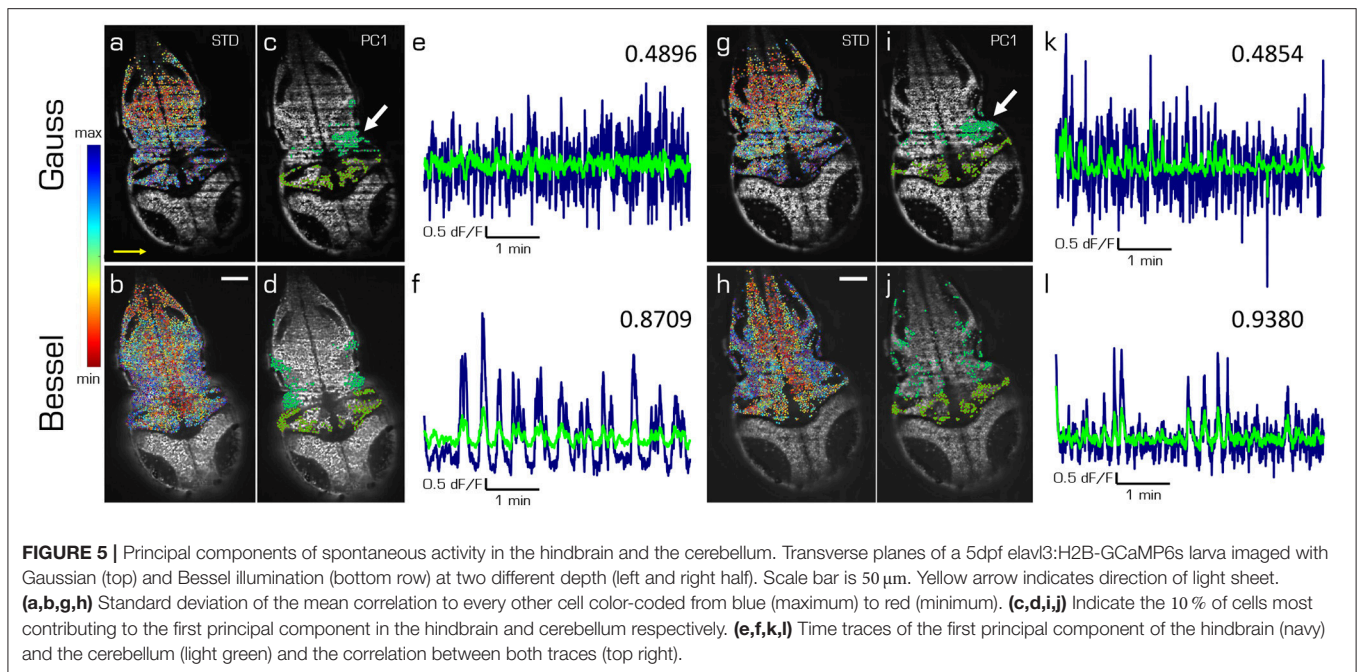 a STD
c PC1
e 0.4896
g STD
i PC1
k 0.4854
Gauss
max
min
0.5 dF/F
1 min
0.5 dF/F
1 min
b
d
f 0.8709
h
j
l 0.9380
Bessel
0.5 dF/F
1 min
0.5 dF/F
1 min
FIGURE 5 | Principal components of spontaneous activity in the hindbrain and the cerebellum. Transverse planes of a 5dpf elavl3:H2B-GCaMP6s larva imaged with
Gaussian (top) and Bessel illumination (bottom row) at two different depth (left and right half). Scale bar is 50 μm. Yellow arrow indicates direction of light sheet.
(a,b,g,h) Standard deviation of the mean correlation to every other cell color-coded from blue (maximum) to red (minimum). (c,d,i,j) Indicate the 10 % of cells most
contributing to the first principal component in the hindbrain and cerebellum respectively. (e,f,k,l) Time traces of the first principal component of the hindbrain (navy)
and the cerebellum (light green) and the correlation between both traces (top right).